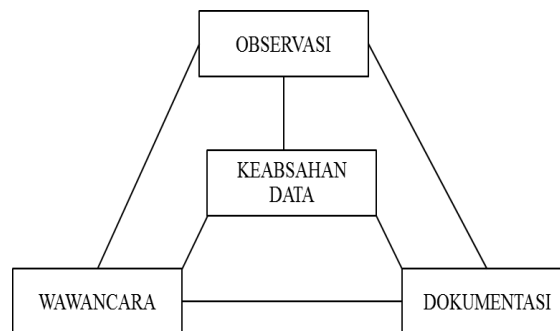 OBSERVASI
KEABSAHAN
DATA
WAWANCARA
DOKUMENTASI